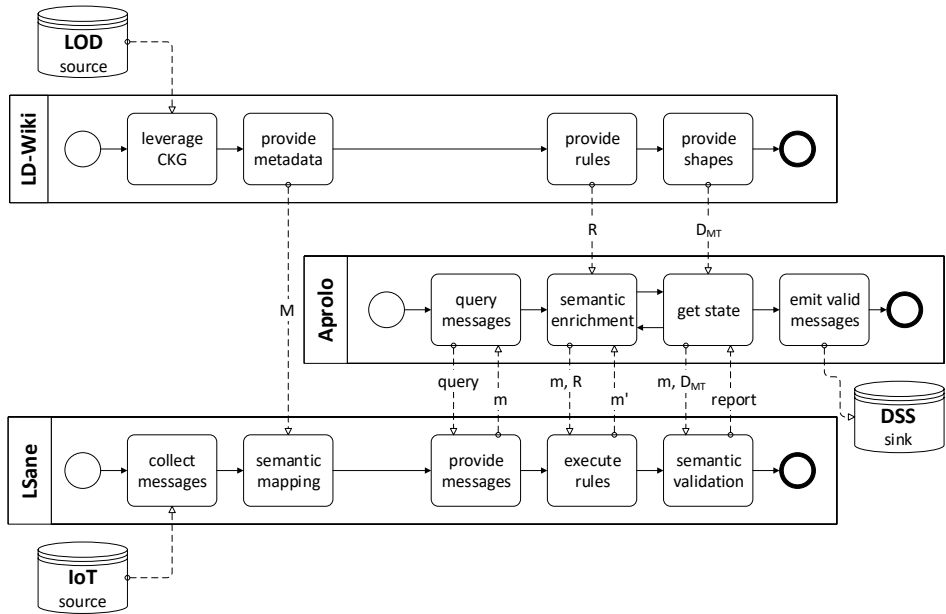 LOD
source
LD-Wiki
leverage
CKG
provide
metadata
provide
rules
provide
shapes
R
D_MT
M
Aprolo
query
messages
semantic
enrichment
get state
emit valid
messages
query
m
m, R
m'
m, D_MT
report
DSS
sink
LSane
collect
messages
semantic
mapping
provide
messages
execute
rules
semantic
validation
IoT
source